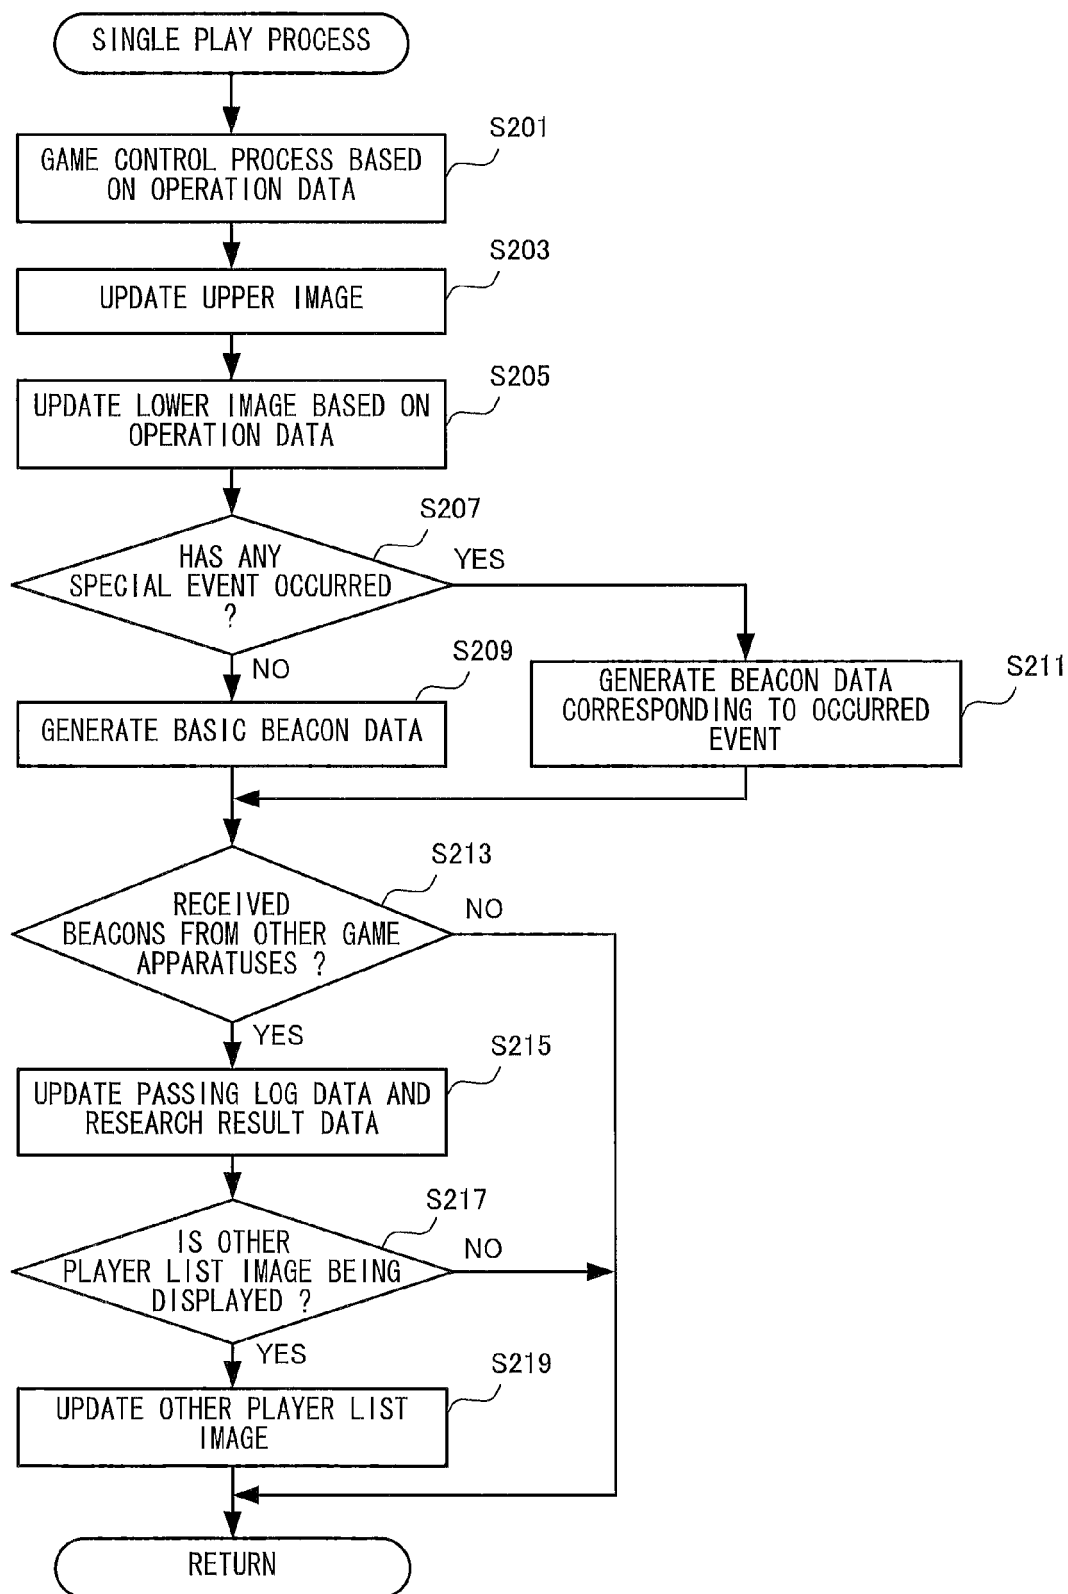 SINGLE PLAY PROCESS
S201
GAME CONTROL PROCESS BASED
ON OPERATION DATA
S203
UPDATE UPPER IMAGE
S205
UPDATE LOWER IMAGE BASED ON
OPERATION DATA
S207
HAS ANY
SPECIAL EVENT OCCURRED
?
YES
NO
S209
GENERATE BASIC BEACON DATA
S211
GENERATE BEACON DATA
CORRESPONDING TO OCCURRED
EVENT
S213
RECEIVED
BEACONS FROM OTHER GAME
APPARATUSES ?
NO
YES
S215
UPDATE PASSING LOG DATA AND
RESEARCH RESULT DATA
S217
IS OTHER
PLAYER LIST IMAGE BEING
DISPLAYED ?
NO
YES
S219
UPDATE OTHER PLAYER LIST
IMAGE
RETURN